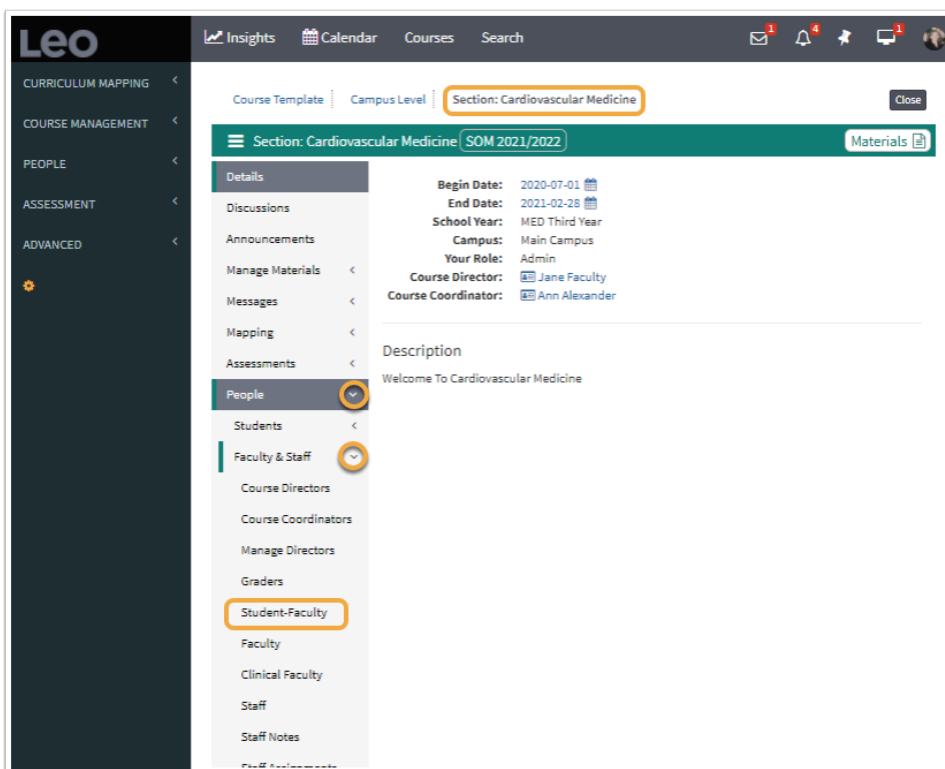 Leo
Insights Calendar Courses Search 1 4 1
CURRICULUM MAPPING
COURSE MANAGEMENT
PEOPLE
ASSESSMENT
ADVANCED
Course Template Campus Level Section: Cardiovascular Medicine Close
Section: Cardiovascular Medicine SOM 2021/2022 Materials
Details
Discussions
Announcements
Manage Materials
Messages
Mapping
Assessments
People
Students
Faculty & Staff
Course Directors
Course Coordinators
Manage Directors
Graders
Student-Faculty
Faculty
Clinical Faculty
Staff
Staff Notes
Staff Assignments
Begin Date: 2020-07-01
End Date: 2021-02-28
School Year: MED Third Year
Campus: Main Campus
Your Role: Admin
Course Director: Jane Faculty
Course Coordinator: Ann Alexander
Description
Welcome To Cardiovascular Medicine